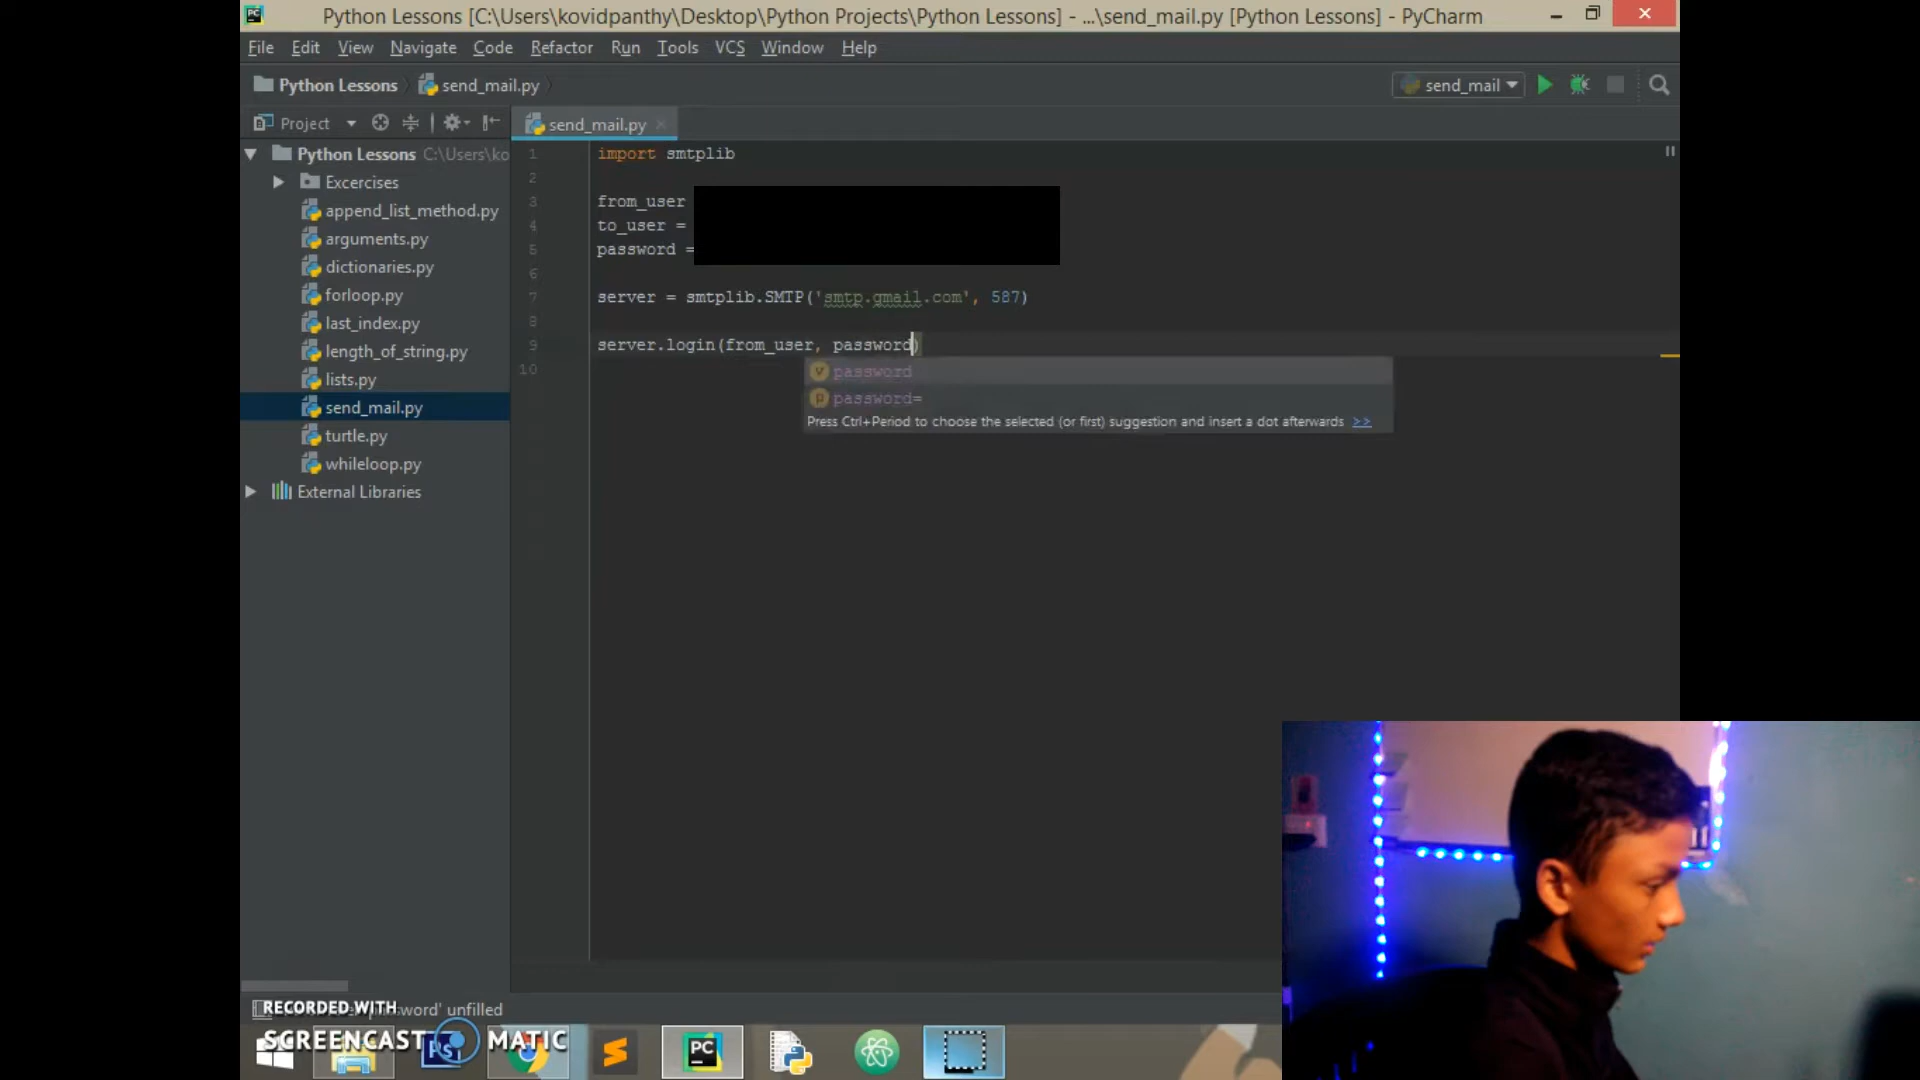 Python Lessons [C:\Users\kovidpanthy\Desktop\Python Projects\Python Lessons] - ...\send_mail.py [Python Lessons] - PyCharm
File Edit View Navigate Code Refactor Run Tools VCS Window Help
Python Lessons send_mail.py send_mail
Project send_mail.py
Python Lessons C:\Users\ko
Excercises
append_list_method.py
arguments.py
dictionaries.py
forloop.py
last_index.py
length_of_string.py
lists.py
send_mail.py
turtle.py
whileloop.py
External Libraries
1 import smtplib
2
3 from_user
4 to_user =
5 password =
6
7 server = smtplib.SMTP('smtp.gmail.com', 587)
8
9 server.login(from_user, password)
10
password
password=
Press Ctrl+Period to choose the selected (or first) suggestion and insert a dot afterwards >>
RECORDED WITH
unfilled
SCREENCAST MATIC
PC